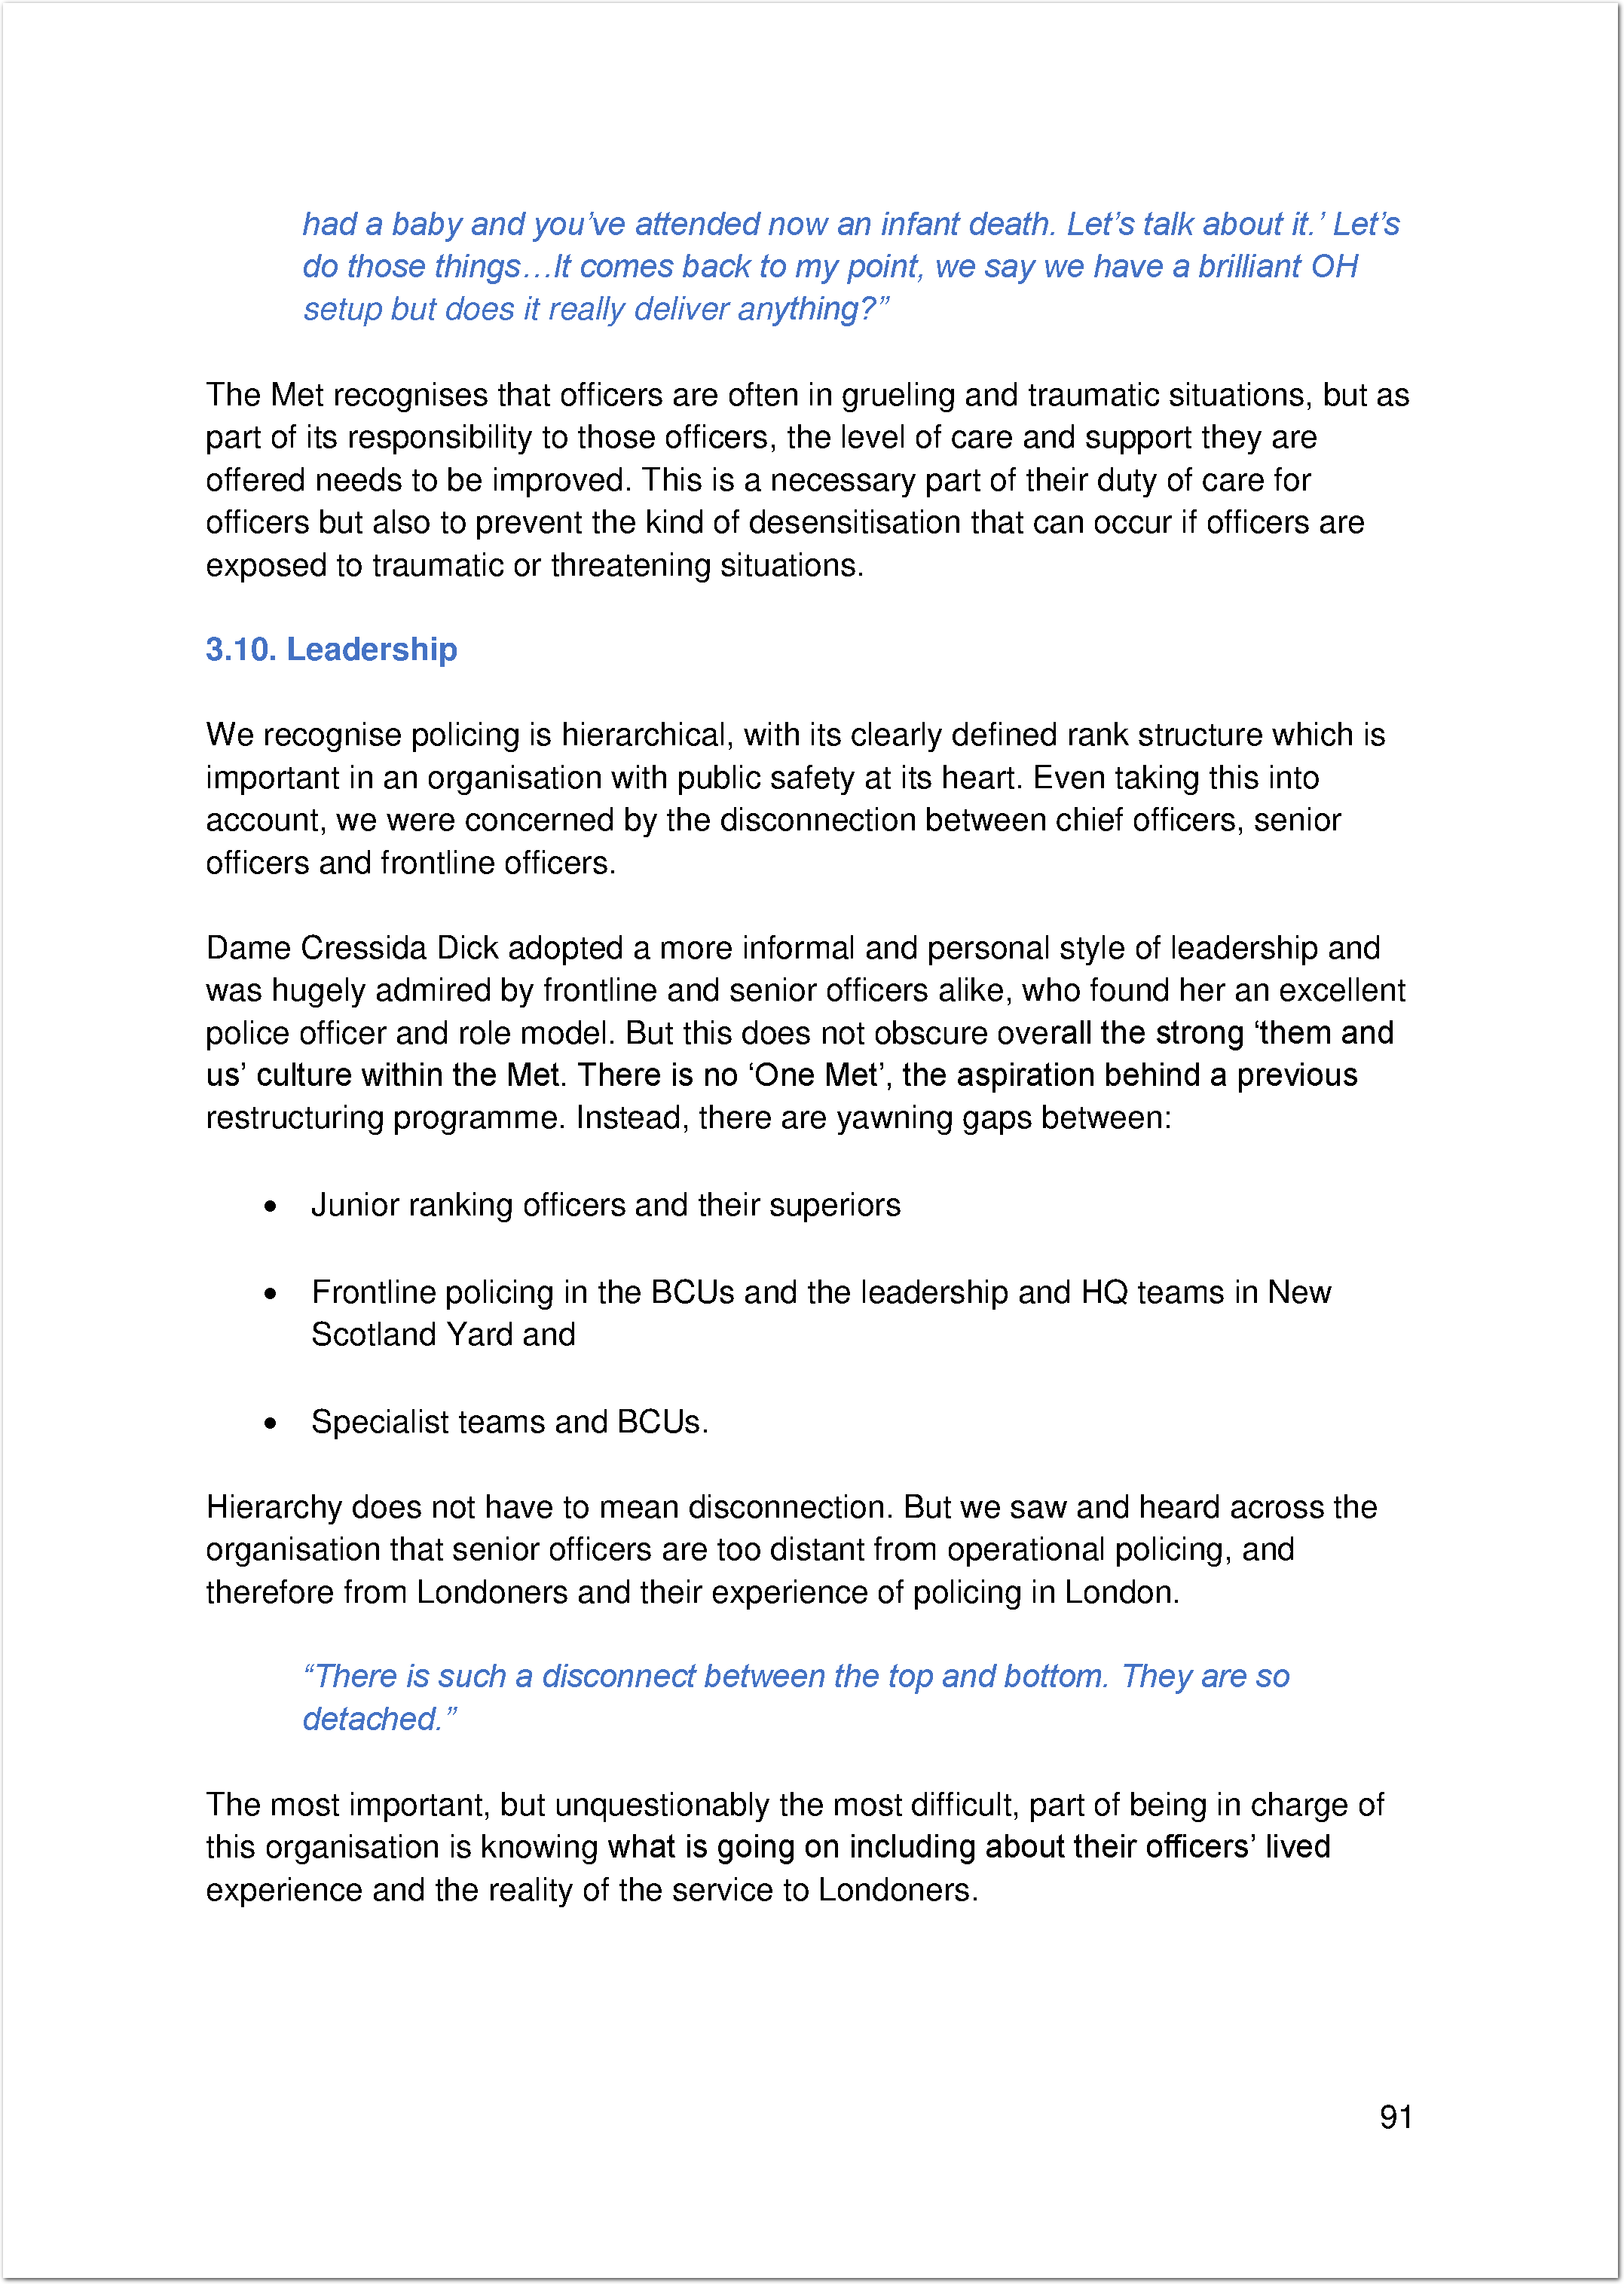 had a baby and you’ve attended now an infant death. Let’s talk about it.’ Let’s
do those things…It comes back to my point, we say we have a brilliant OH
setup but does it really deliver anything?”
The Met recognises that officers are often in grueling and traumatic situations, but as
part of its responsibility to those officers, the level of care and support they are
offered needs to be improved. This is a necessary part of their duty of care for
officers but also to prevent the kind of desensitisation that can occur if officers are
exposed to traumatic or threatening situations.
3.10. Leadership
We recognise policing is hierarchical, with its clearly defined rank structure which is
important in an organisation with public safety at its heart. Even taking this into
account, we were concerned by the disconnection between chief officers, senior
officers and frontline officers.
Dame Cressida Dick adopted a more informal and personal style of leadership and
was hugely admired by frontline and senior officers alike, who found her an excellent
police officer and role model. But this does not obscure overall the strong ‘them and
us’ culture within the Met. There is no ‘One Met’, the aspiration behind a previous
restructuring programme. Instead, there are yawning gaps between:
• Junior ranking officers and their superiors
• Frontline policing in the BCUs and the leadership and HQ teams in New
Scotland Yard and
• Specialist teams and BCUs.
Hierarchy does not have to mean disconnection. But we saw and heard across the
organisation that senior officers are too distant from operational policing, and
therefore from Londoners and their experience of policing in London.
“There is such a disconnect between the top and bottom. They are so
detached.”
The most important, but unquestionably the most difficult, part of being in charge of
this organisation is knowing what is going on including about their officers’ lived
experience and the reality of the service to Londoners.
91